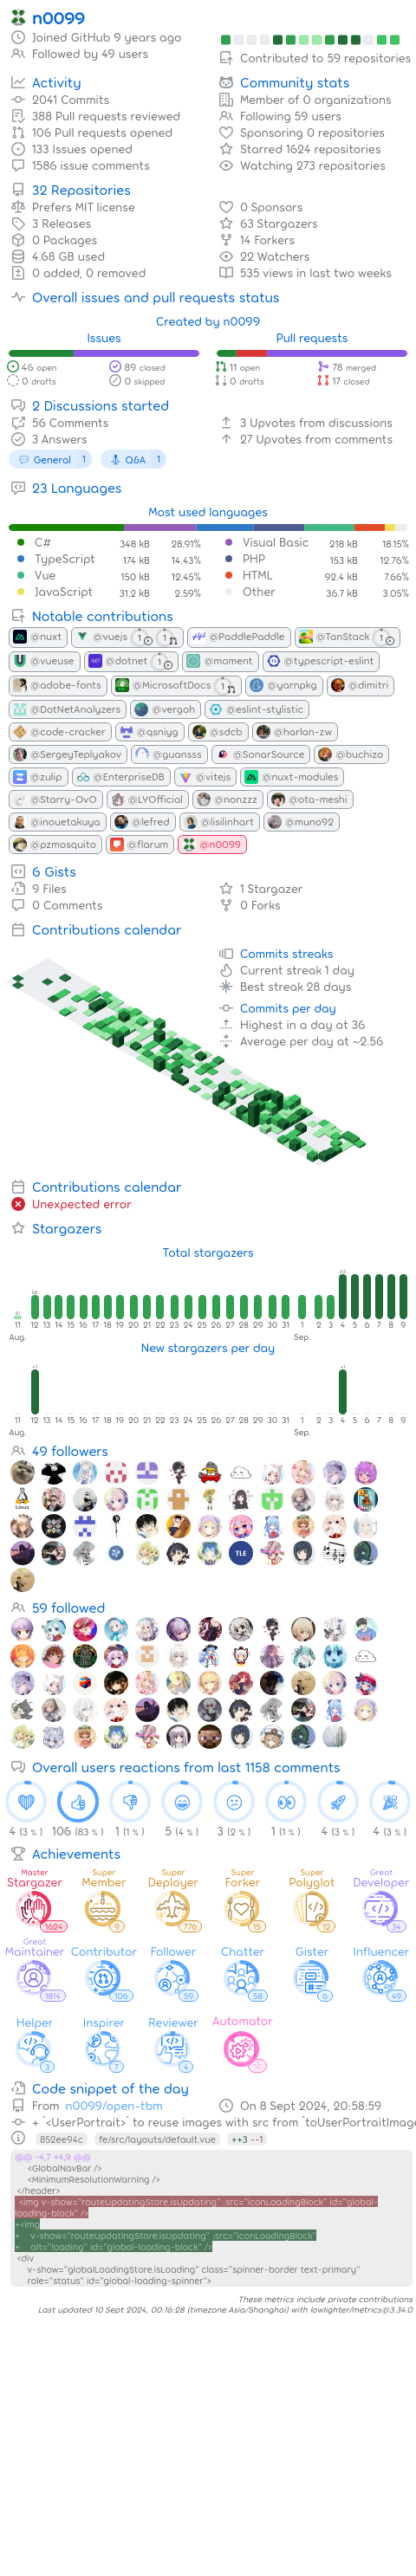 n0099
Joined GitHub 9 years ago
Followed by 49 users
Contributed to 59 repositories
Activity
2041 Commits
388 Pull requests reviewed
106 Pull requests opened
133 Issues opened
1586 issue comments
Community stats
Member of 0 organizations
Following 59 users
Sponsoring 0 repositories
Starred 1624 repositories
Watching 273 repositories
32 Repositories
Prefers MIT license
3 Releases
0 Packages
4.68 GB used
0 added, 0 removed
0 Sponsors
63 Stargazers
14 Forkers
22 Watchers
535 views in last two weeks
Overall issues and pull requests status
Created by n0099
Issues
46 open
89 closed
0 drafts
0 skipped
Pull requests
11 open
78 merged
0 drafts
17 closed
2 Discussions started
56 Comments
3 Answers
3 Upvotes from discussions
27 Upvotes from comments
General 1
Q&A 1
23 Languages
Most used languages
C# 348 kB 28.91%
TypeScript 174 kB 14.43%
Vue 150 kB 12.45%
JavaScript 31.2 kB 2.59%
Visual Basic 218 kB 18.15%
PHP 153 kB 12.76%
HTML 92.4 kB 7.66%
Other 36.7 kB 3.05%
Notable contributions
@nuxt @vuejs 1 1 @PaddlePaddle @TanStack 1
@vueuse @dotnet 1 @moment @typescript-eslint
@adobe-fonts @MicrosoftDocs 1 @yarnpkg @dimitri
@DotNetAnalyzers @vergoh @eslint-stylistic
@code-cracker @qsniyg @sdcb @harlan-zw
@SergeyTeplyakov @guansss @SonarSource @buchizo
@zulip @EnterpriseDB @vitejs @nuxt-modules
@Starry-OvO @LYOfficial @nonzzz @ota-meshi
@inouetakuya @lefred @lisilinhart @muno92
@pzmosquito @flarum @n0099
6 Gists
9 Files
0 Comments
1 Stargazer
0 Forks
Contributions calendar
Commits streaks
Current streak 1 day
Best streak 28 days
Commits per day
Highest in a day at 36
Average per day at ~2.56
Contributions calendar
Unexpected error
Stargazers
Total stargazers
61 62 63
11 12 13 14 15 16 17 18 19 20 21 22 23 24 25 26 27 28 29 30 31 1 2 3 4 5 6 7 8 9
Aug. Sep.
New stargazers per day
+1 +1
11 12 13 14 15 16 17 18 19 20 21 22 23 24 25 26 27 28 29 30 31 1 2 3 4 5 6 7 8 9
Aug. Sep.
49 followers
Linux
TLE
59 followed
Overall users reactions from last 1158 comments
4 (3 %) 106 (83 %) 1 (1 %) 5 (4 %) 3 (2 %) 1 (1 %) 4 (3 %) 4 (3 %)
Achievements
Master Super Super Super Super Great
Stargazer Member Deployer Forker Polyglot Developer
1624 9 776 15 12 34
Great
Maintainer Contributor Follower Chatter Gister Influencer
1814 106 59 58 6 49
Helper Inspirer Reviewer Automator
3 7 4
Code snippet of the day
From n0099/open-tbm
On 8 Sept 2024, 20:58:59
+ `<UserPortrait>` to reuse images with src from `toUserPortraitImage
852ee94c fe/src/layouts/default.vue ++3 --1
@@ -4,7 +4,9 @@
<GlobalNavBar />
<MinimumResolutionWarning />
</header>
<img v-show="routeUpdatingStore.isUpdating" :src="iconLoadingBlock" id="global-
loading-block" />
+<img
+ v-show="routeUpdatingStore.isUpdating" :src="iconLoadingBlock"
+ alt="loading" id="global-loading-block" />
<div
v-show="globalLoadingStore.isLoading" class="spinner-border text-primary"
role="status" id="global-loading-spinner">
These metrics include private contributions
Last updated 10 Sept 2024, 00:16:28 (timezone Asia/Shanghai) with lowlighter/metrics@3.34.0